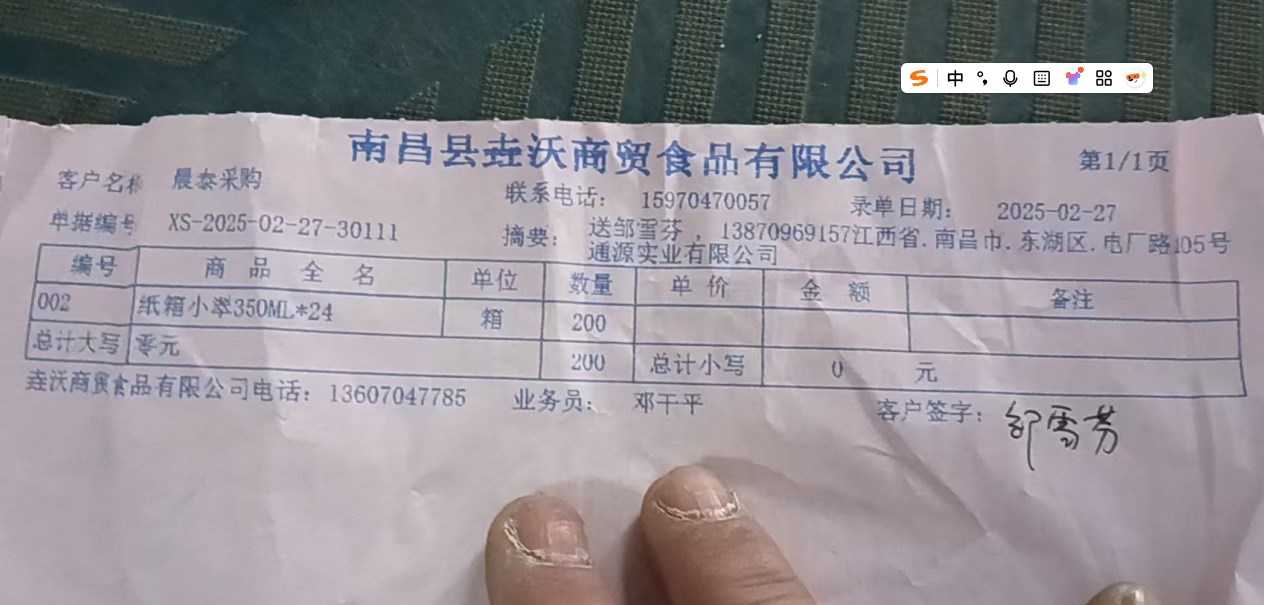 中
南昌县垚沃商贸食品有限公司
第1/1页
客户名称 晨泰采购
联系电话: 15970470057
录单日期: 2025-02-27
单据编号 XS-2025-02-27-30111
摘要: 送邹雪芬,13870969157江西省.南昌市.东湖区.电厂路105号
通源实业有限公司
编号 商品全名 单位 数量 单价 金额 备注
002 纸箱小翠350ML*24 箱 200
总计大写 零元 200 总计小写 0 元
垚沃商贸食品有限公司电话: 13607047785 业务员: 邓干平 客户签字: 邹雪芬